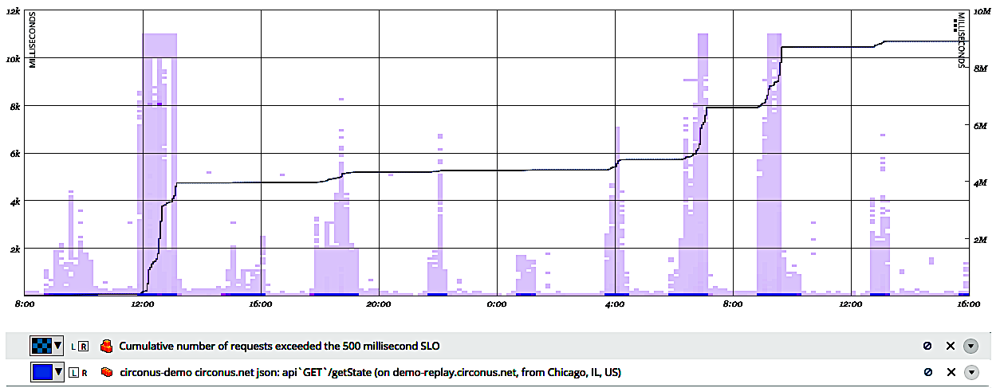 12k 10M
MILLISECONDS MILLISECONDS
10k
8M
8k
6M
6k
4M
4k
2k 2M
8:00 12:00 16:00 20:00 0:00 4:00 8:00 12:00 16:00
L R Cumulative number of requests exceeded the 500 millisecond SLO
L R circonus-demo circonus.net json: api`GET`/getState (on demo-replay.circonus.net, from Chicago, IL, US)